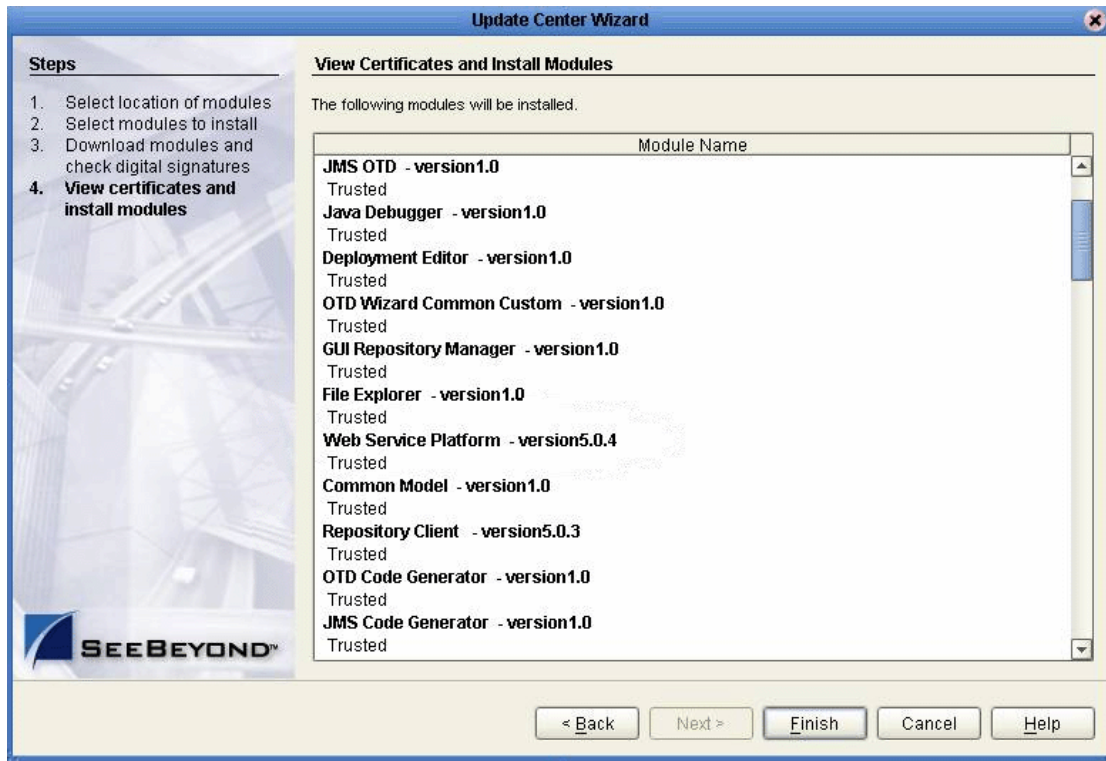 Update Center Wizard
Steps
1. Select location of modules
2. Select modules to install
3. Download modules and
check digital signatures
4. View certificates and
install modules
SEEBEYOND™
View Certificates and Install Modules
The following modules will be installed.
Module Name
JMS OTD - version1.0
Trusted
Java Debugger - version1.0
Trusted
Deployment Editor - version1.0
Trusted
OTD Wizard Common Custom - version1.0
Trusted
GUI Repository Manager - version1.0
Trusted
File Explorer - version1.0
Trusted
Web Service Platform - version5.0.4
Trusted
Common Model - version1.0
Trusted
Repository Client - version5.0.3
Trusted
OTD Code Generator - version1.0
Trusted
JMS Code Generator - version1.0
Trusted
< Back Next > Finish Cancel Help